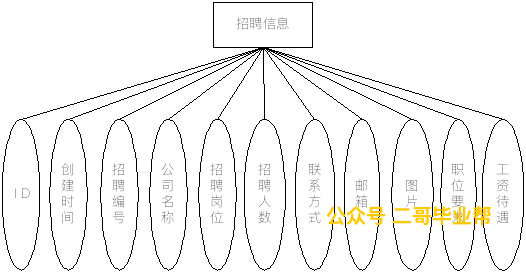 招聘信息
ID
创建时间
招聘编号
公司名称
招聘岗位
招聘人数
联系方式
邮箱
图片
职位要求
工资待遇
公众号 二哥毕业帮